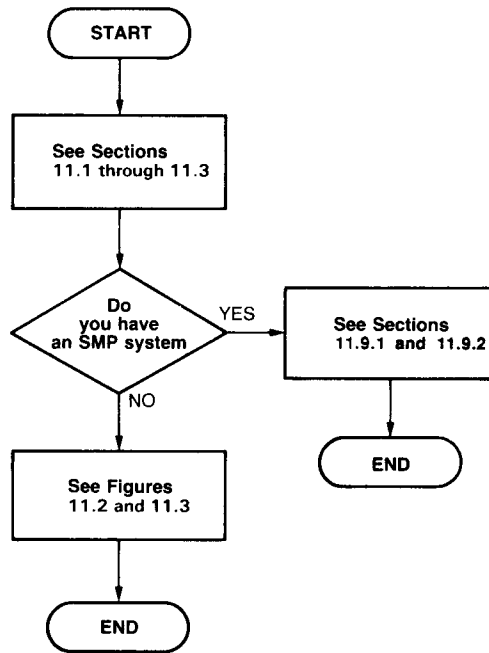 START
See Sections
11.1 through 11.3
Do
you have
an SMP system
YES
See Sections
11.9.1 and 11.9.2
END
NO
See Figures
11.2 and 11.3
END